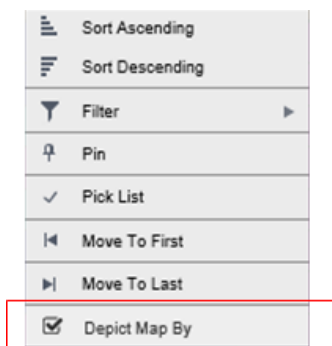 Sort Ascending
Sort Descending
Filter
Pin
Pick List
Move To First
Move To Last
Depict Map By